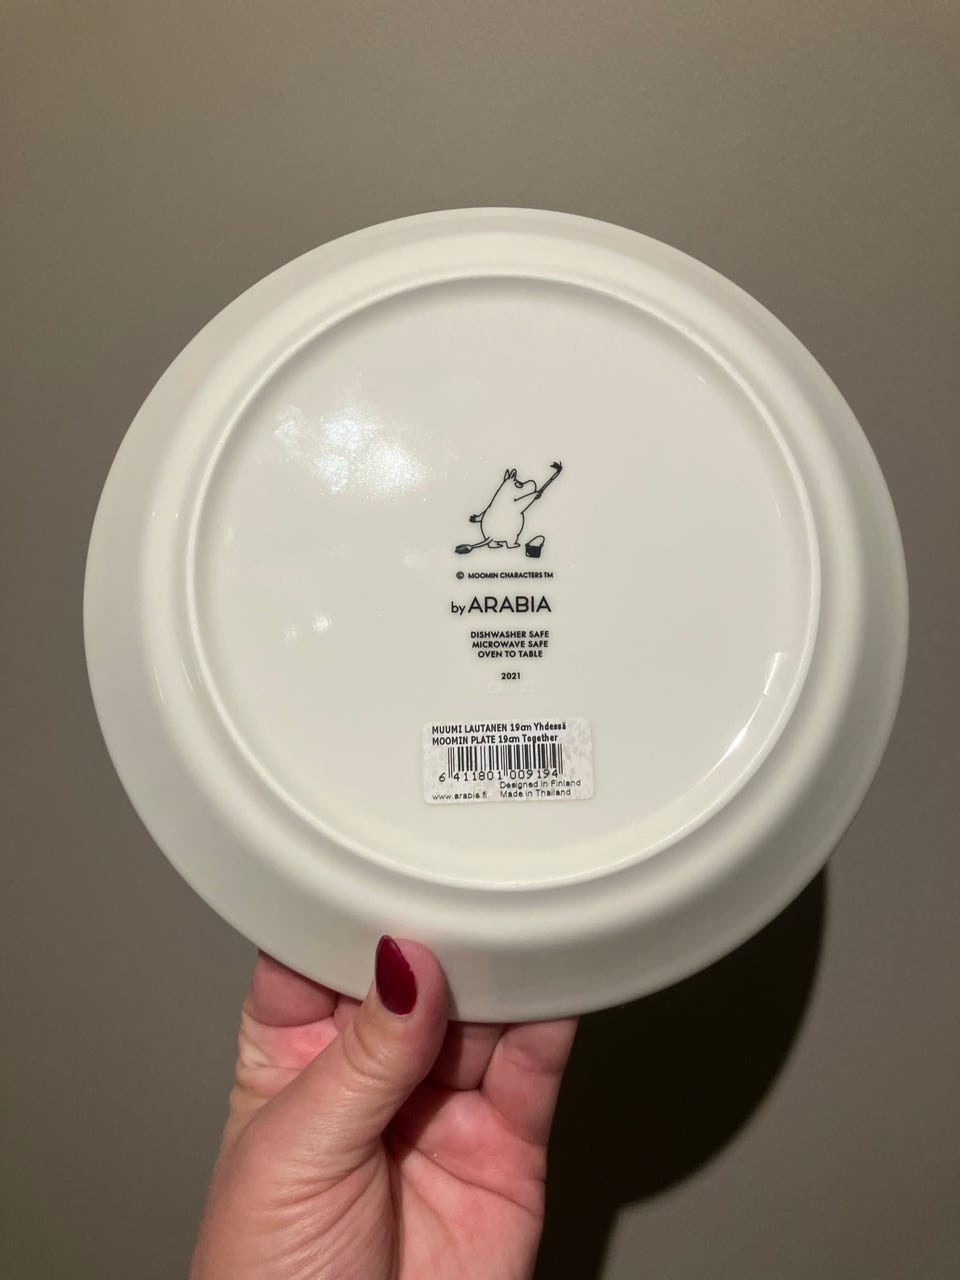 © MOOMIN CHARACTERS TM
by ARABIA
DISHWASHER SAFE
MICROWAVE SAFE
OVEN TO TABLE
2021
MUUMI LAUTANEN 19cm Yhdessä
MOOMIN PLATE 19cm Together
6 411801 009194
Designed in Finland
www.arabia.fi Made in Thailand